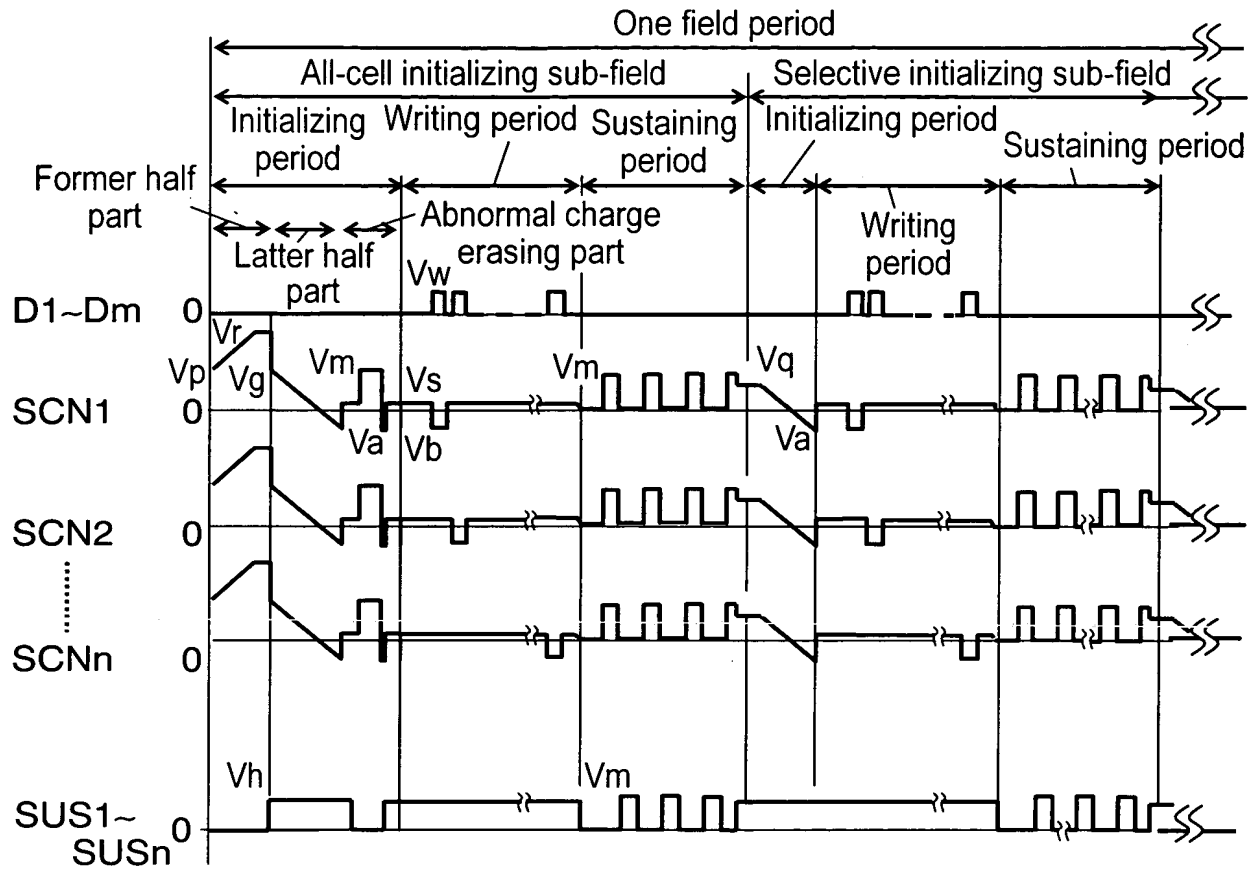 One field period
All-cell initializing sub-field
Selective initializing sub-field
Initializing
period
Writing period
Sustaining
period
Initializing period
Sustaining period
Former half
part
Latter half
part
Abnormal charge
erasing part
Writing
period
D1~Dm
0
Vw
Vr
Vp
Vg
Vm
Vs
Vm
Vq
SCN1
0
Va
Vb
Va
SCN2
0
SCNn
0
Vh
Vm
SUS1~
SUSn
0